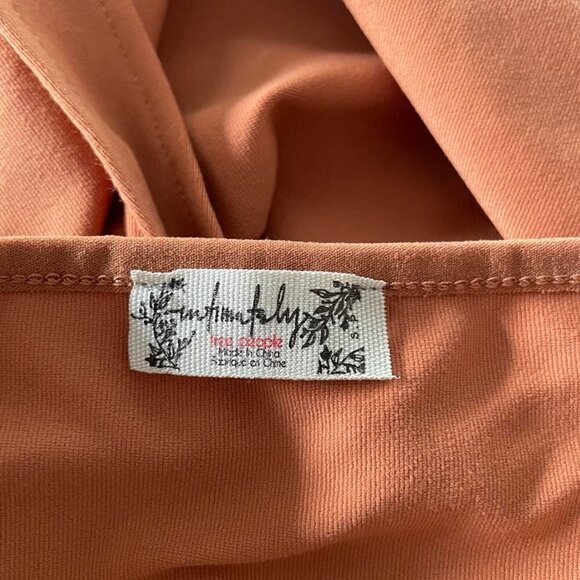 intimately
free people
Made in China
Fabriqué en Chine
S.P.